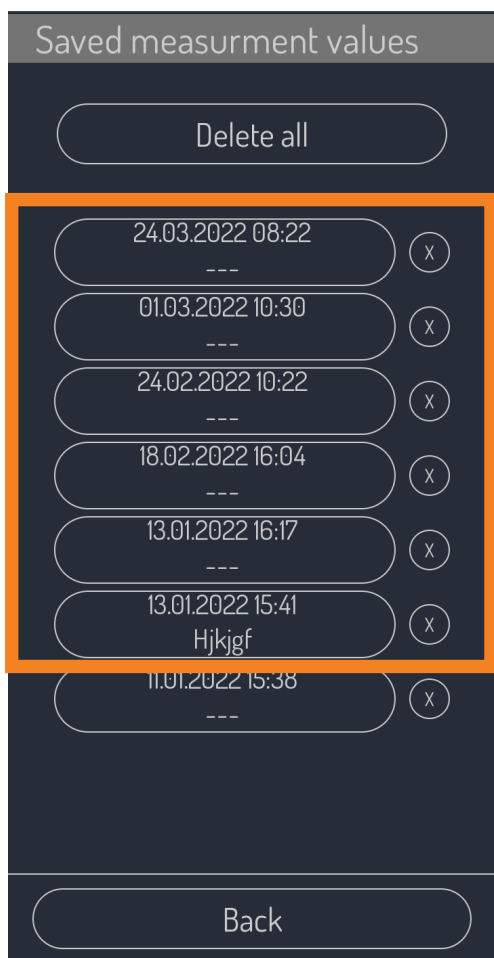 Saved measurment values
Delete all
24.03.2022 08:22
---
X
01.03.2022 10:30
---
X
24.02.2022 10:22
---
X
18.02.2022 16:04
---
X
13.01.2022 16:17
---
X
13.01.2022 15:41
Hjkjgf
X
11.01.2022 15:38
---
X
Back